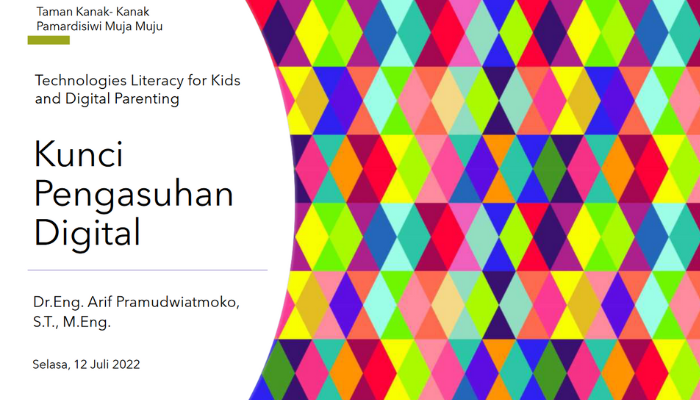 Taman Kanak- Kanak
Pamardisiwi Muja Muju
Technologies Literacy for Kids
and Digital Parenting
Kunci
Pengasuhan
Digital
Dr.Eng. Arif Pramudwiatmoko,
S.T., M.Eng.
Selasa, 12 Juli 2022